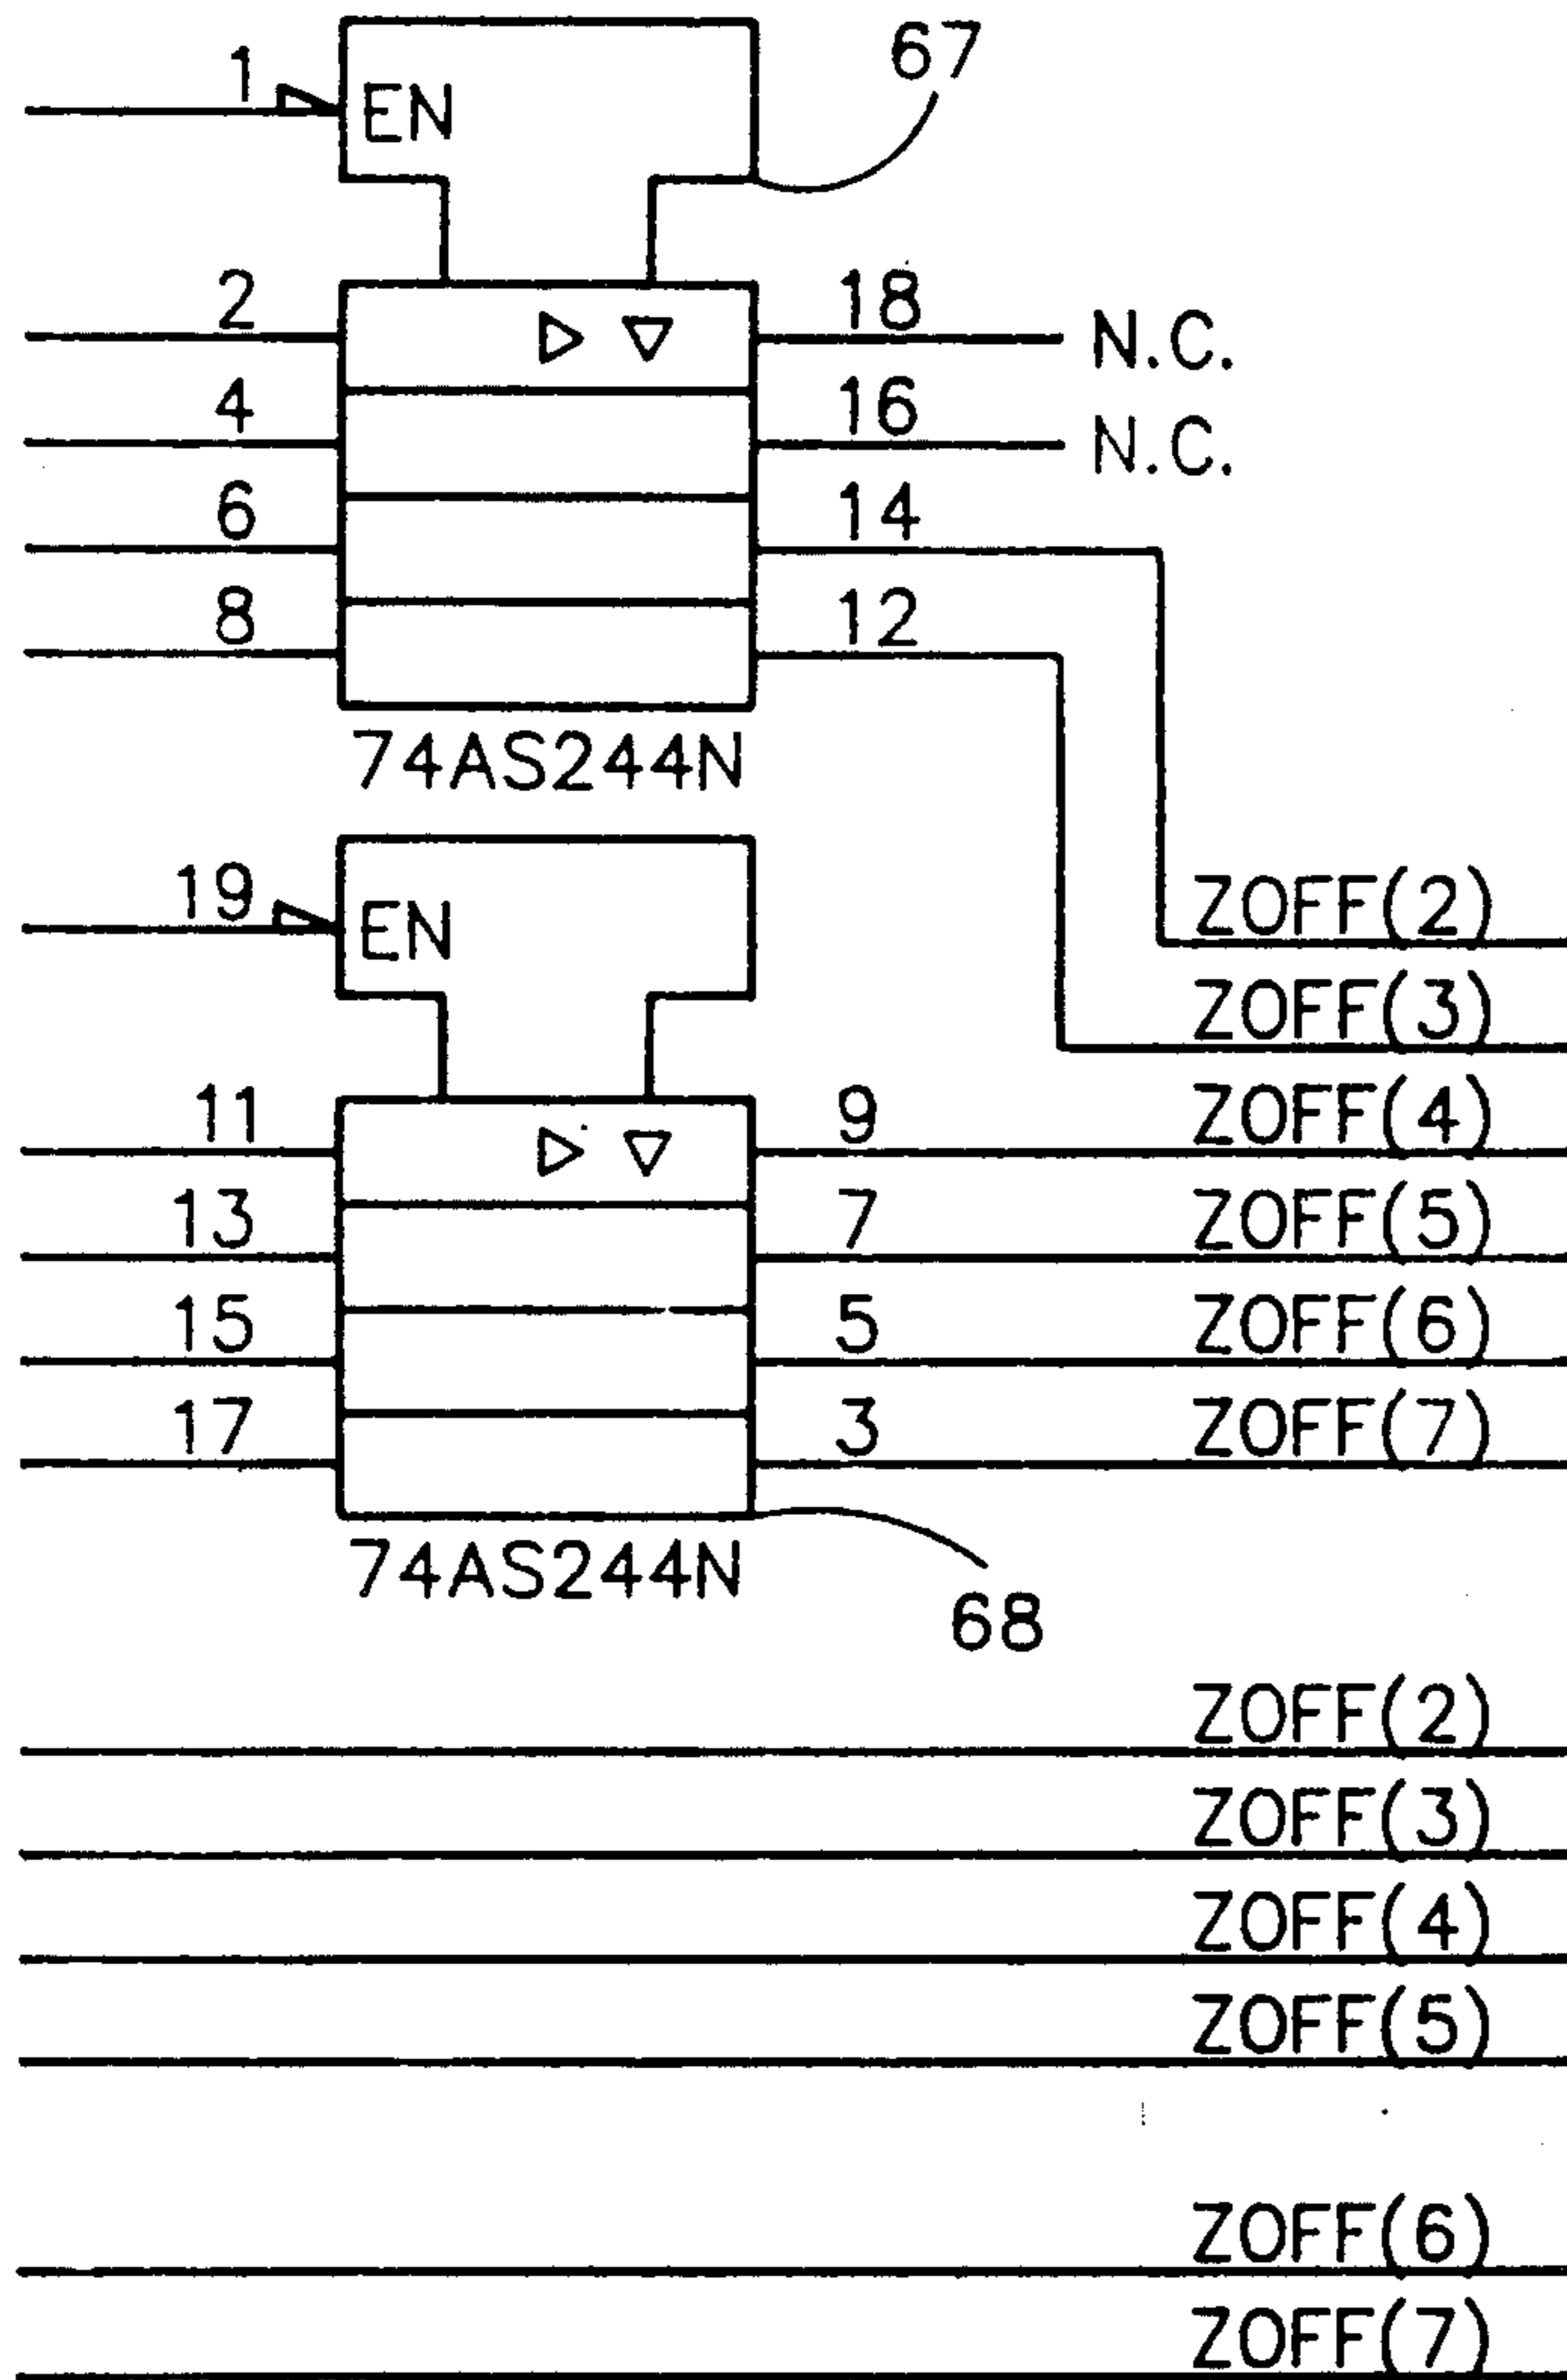 67
1
EN
2 18 N.C.
4 16 N.C.
6 14
8 12
74AS244N
19 ZOFF(2)
EN
ZOFF(3)
11 9 ZOFF(4)
13 7 ZOFF(5)
15 5 ZOFF(6)
17 3 ZOFF(7)
74AS244N
68
ZOFF(2)
ZOFF(3)
ZOFF(4)
ZOFF(5)
ZOFF(6)
ZOFF(7)